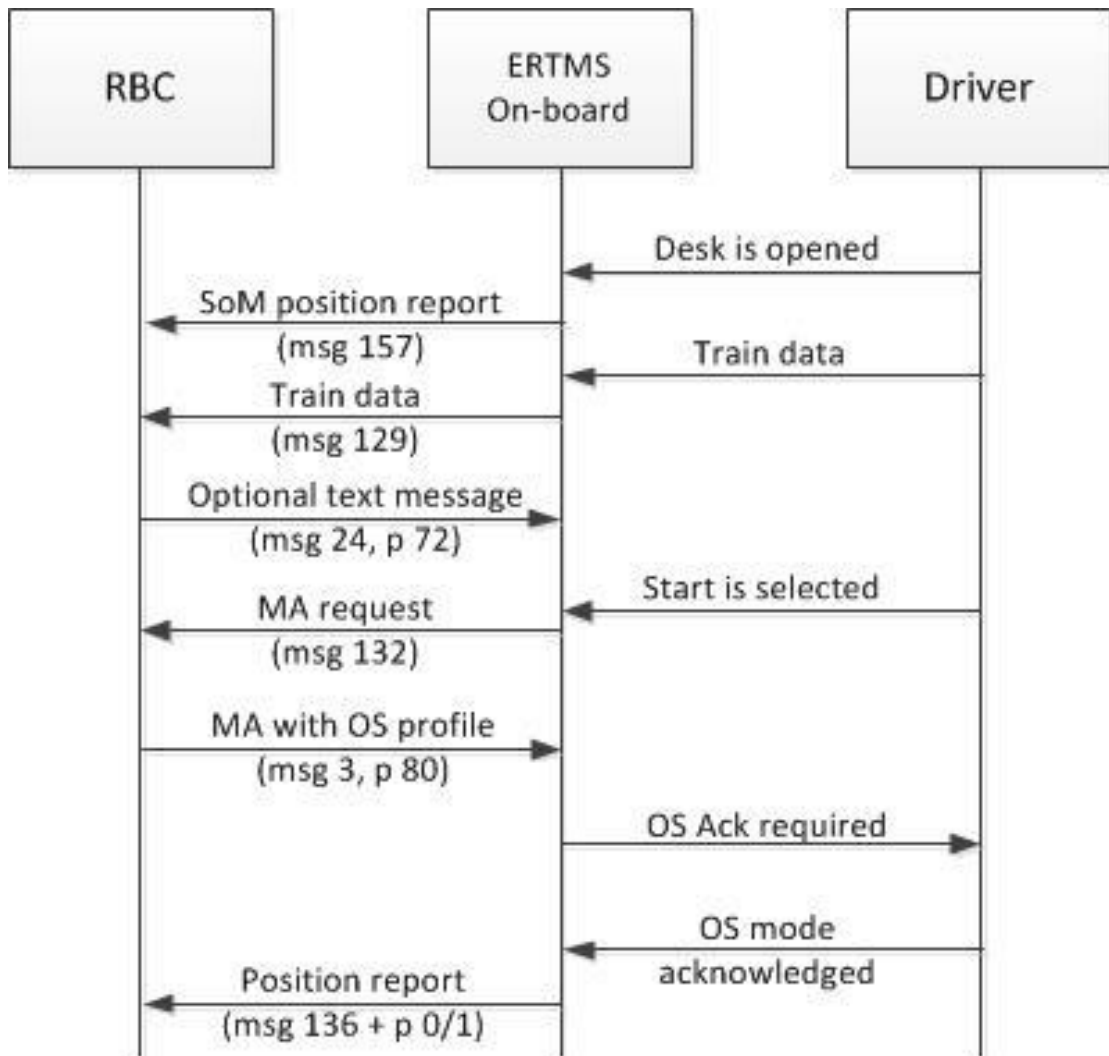 RBC
ERTMS
On-board
Driver
Desk is opened
SoM position report
(msg 157)
Train data
Train data
(msg 129)
Optional text message
(msg 24, p 72)
Start is selected
MA request
(msg 132)
MA with OS profile
(msg 3, p 80)
OS Ack required
OS mode
acknowledged
Position report
(msg 136 + p 0/1)